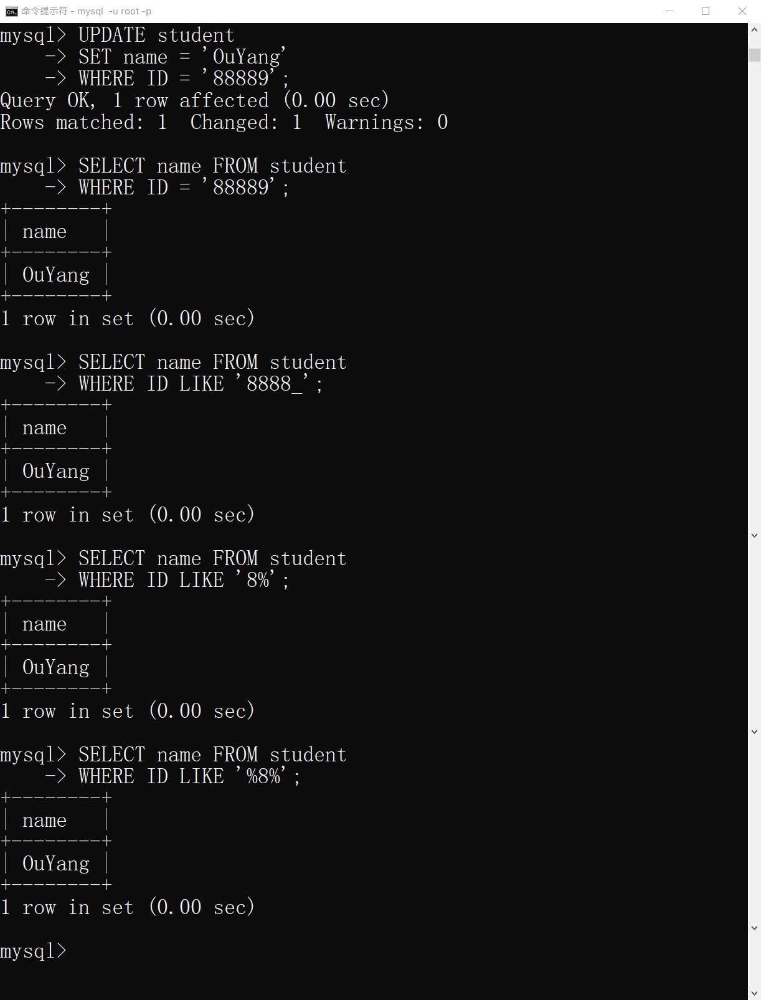 命令提示符 - mysql  -u root -p
mysql> UPDATE student
    -> SET name = 'OuYang'
    -> WHERE ID = '88889';
Query OK, 1 row affected (0.00 sec)
Rows matched: 1  Changed: 1  Warnings: 0

mysql> SELECT name FROM student
    -> WHERE ID = '88889';
+--------+
| name   |
+--------+
| OuYang |
+--------+
1 row in set (0.00 sec)

mysql> SELECT name FROM student
    -> WHERE ID LIKE '8888_';
+--------+
| name   |
+--------+
| OuYang |
+--------+
1 row in set (0.00 sec)

mysql> SELECT name FROM student
    -> WHERE ID LIKE '8%';
+--------+
| name   |
+--------+
| OuYang |
+--------+
1 row in set (0.00 sec)

mysql> SELECT name FROM student
    -> WHERE ID LIKE '%8%';
+--------+
| name   |
+--------+
| OuYang |
+--------+
1 row in set (0.00 sec)

mysql>